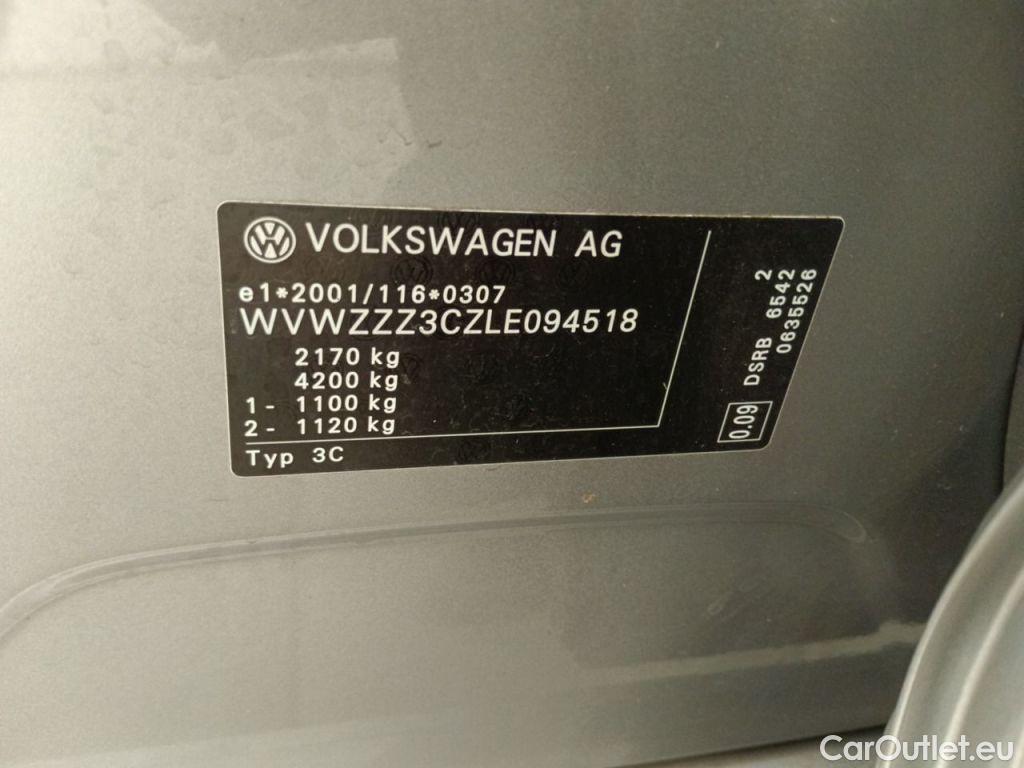 VOLKSWAGEN AG
e1*2001/116*0307
WVWZZZ3CZLE094518
2170 kg
4200 kg
1- 1100 kg
2- 1120 kg
Typ 3C
2
DSRB 6542
0635526
0.09
CarOutlet.eu